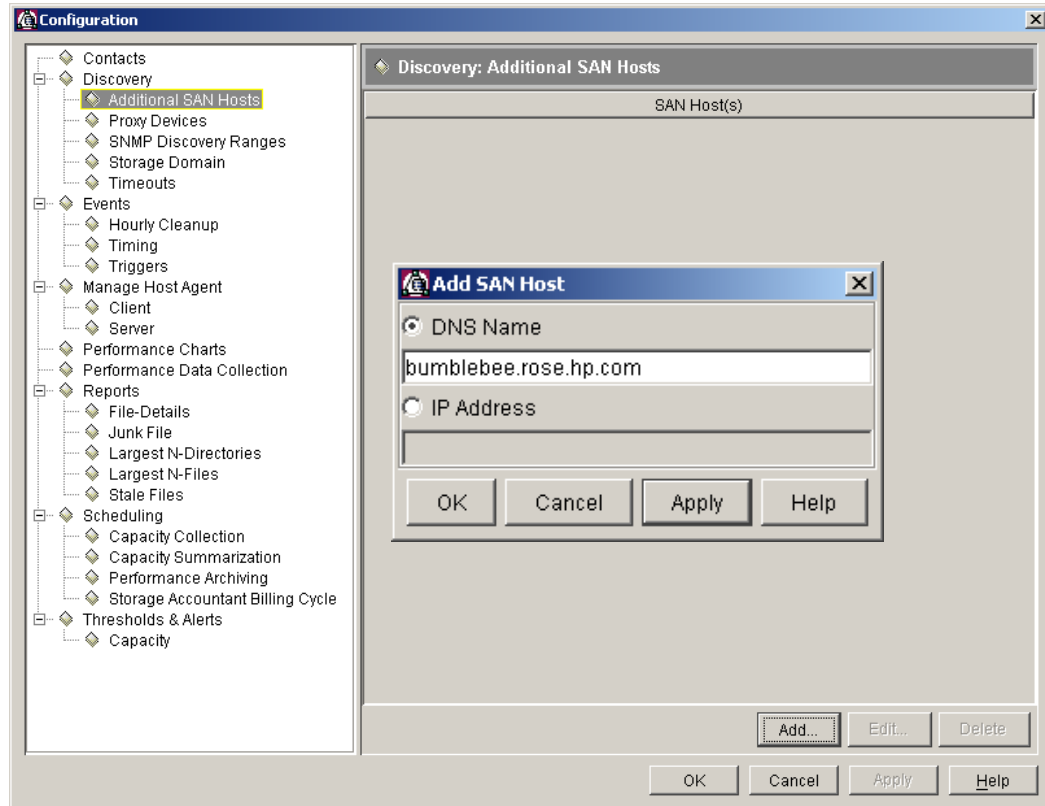 Configuration
Contacts
Discovery
Additional SAN Hosts
Proxy Devices
SNMP Discovery Ranges
Storage Domain
Timeouts
Events
Hourly Cleanup
Timing
Triggers
Manage Host Agent
Client
Server
Performance Charts
Performance Data Collection
Reports
File-Details
Junk File
Largest N-Directories
Largest N-Files
Stale Files
Scheduling
Capacity Collection
Capacity Summarization
Performance Archiving
Storage Accountant Billing Cycle
Thresholds & Alerts
Capacity
Discovery: Additional SAN Hosts
SAN Host(s)
Add SAN Host
DNS Name
bumblebee.rose.hp.com
IP Address
OK Cancel Apply Help
Add... Edit... Delete
OK Cancel Apply Help